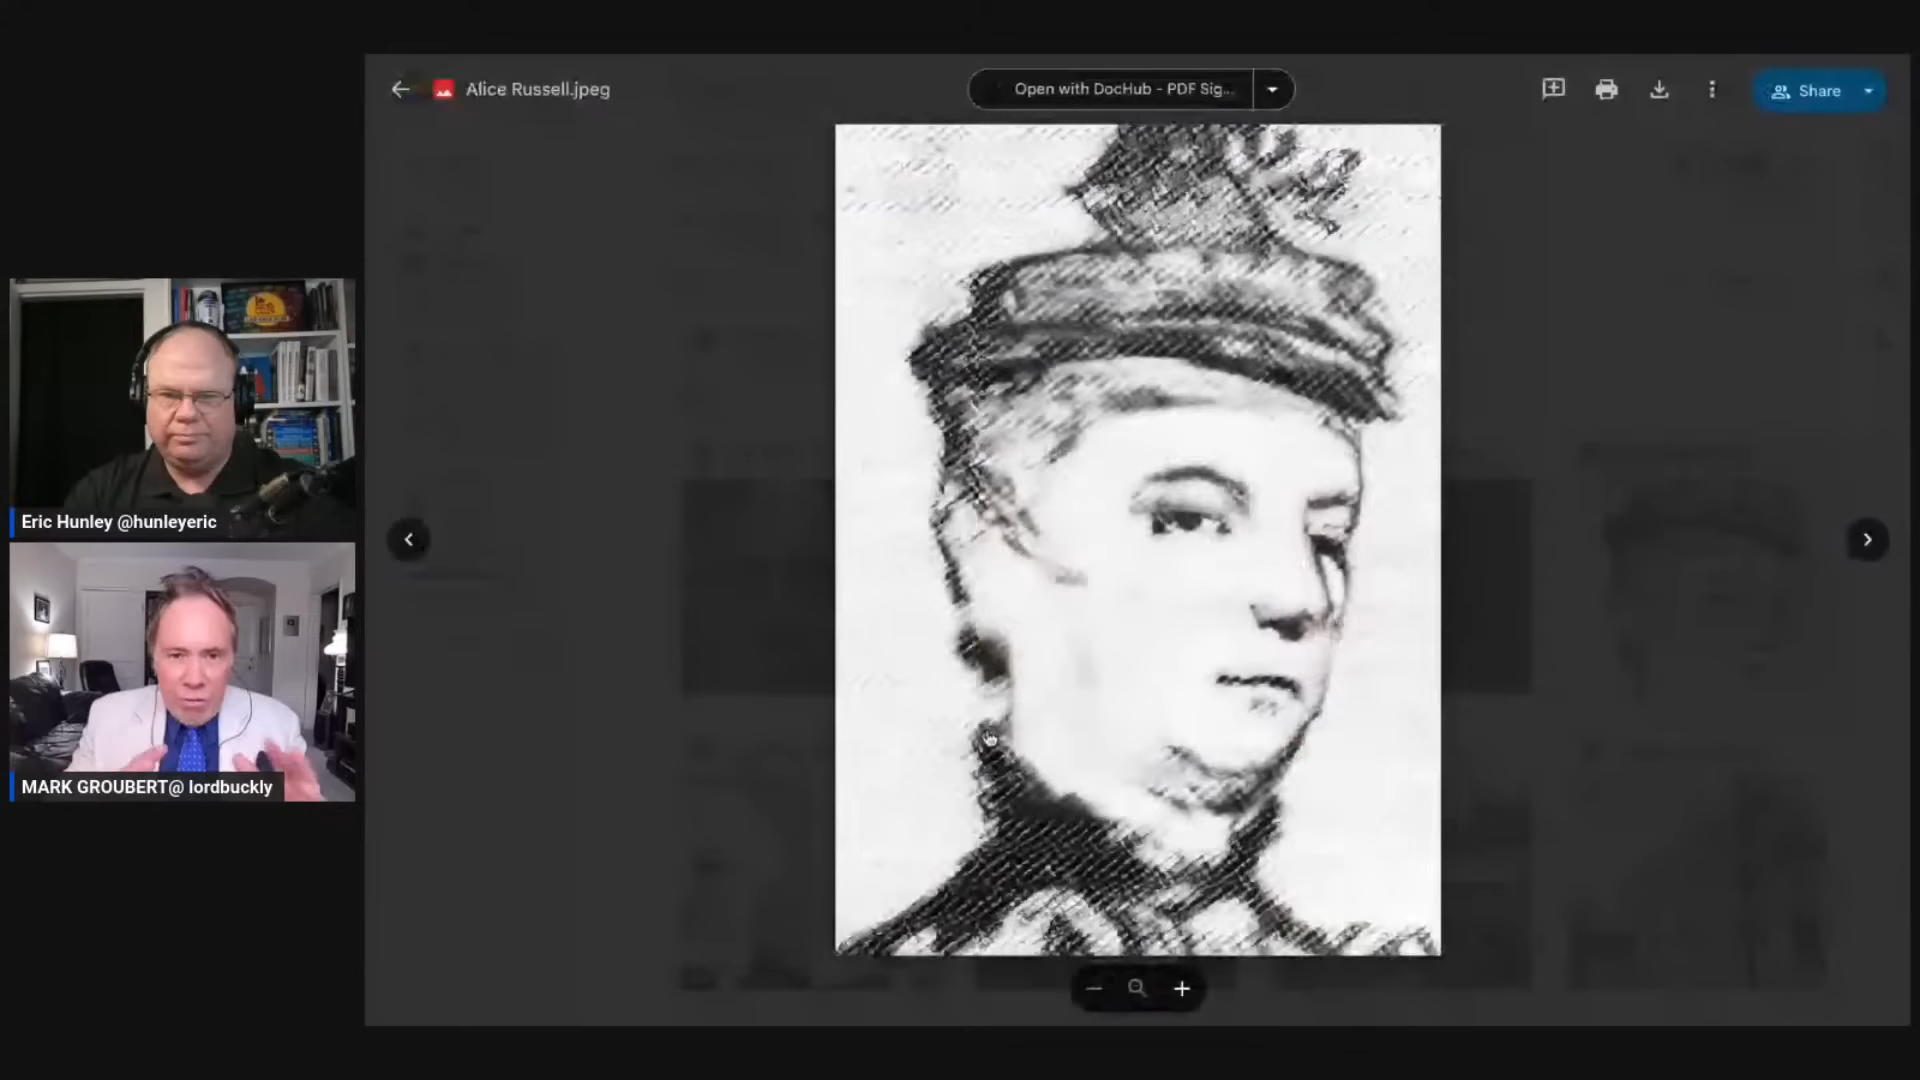 Alice Russell.jpeg
Open with DocHub - PDF Sig...
Share
Eric Hunley @hunleyeric
MARK GROUBERT@ lordbuckly